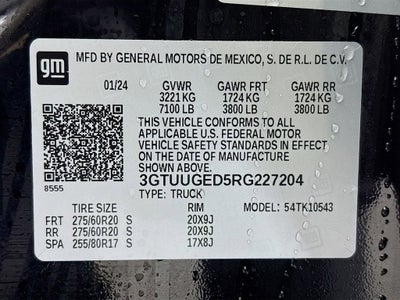 gm
MFD BY GENERAL MOTORS DE MEXICO, S. DE R.L. DE C.V.
01/24 GVWR GAWR FRT GAWR RR
3221 KG 1724 KG 1724 KG
7100 LB 3800 LB 3800 LB
THIS VEHICLE CONFORMS TO ALL
APPLICABLE U.S. FEDERAL MOTOR
VEHICLE SAFETY STANDARDS IN
EFFECT ON THE DATE OF MANUFACTURE
SHOWN ABOVE.
8555
3GTUUGED5RG227204
TYPE: TRUCK
TIRE SIZE RIM MODEL: 54TK10543
FRT 275/60R20 S 20X9J
RR 275/60R20 S 20X9J
SPA 255/80R17 S 17X8J